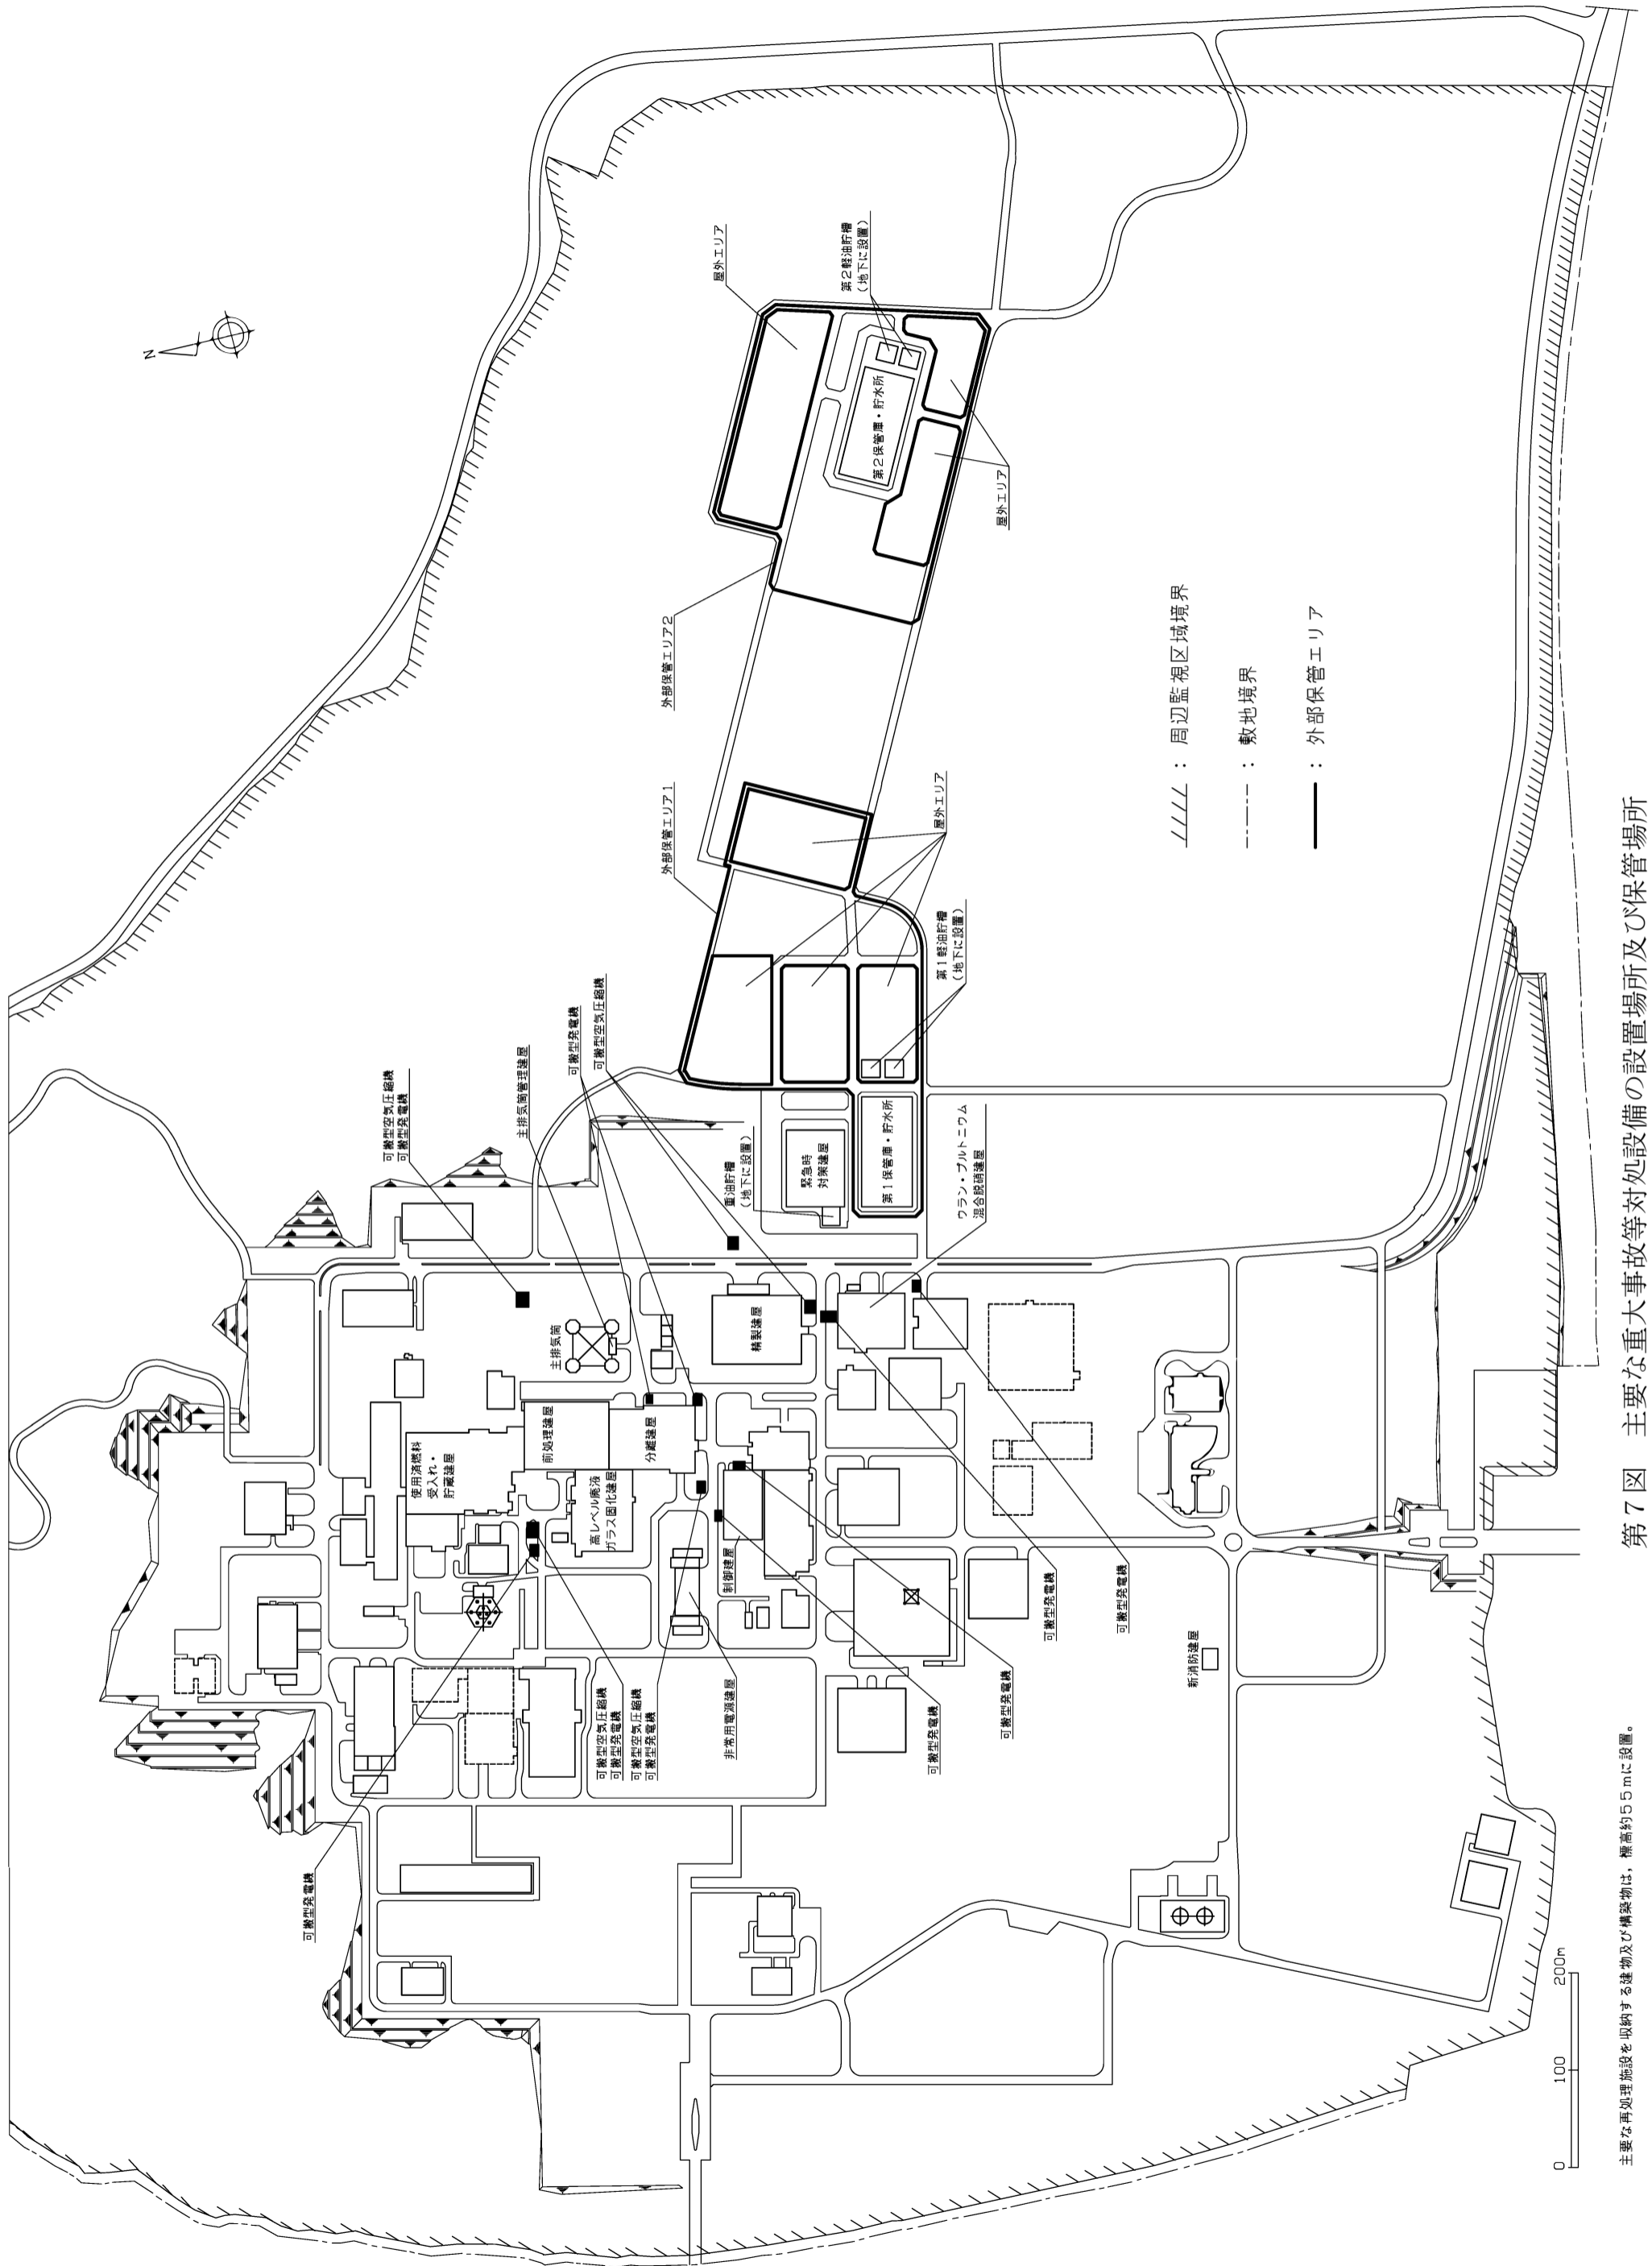 N
屋外エリア
第2軽油貯槽
(地下に設置)
第2保管庫・貯水所
屋外エリア
外部保管エリア2
外部保管エリア1
屋外エリア
第1軽油貯槽
(地下に設置)
可搬型空気圧縮機
可搬型発電機
主排気筒管理建屋
可搬型発電機
可搬型空気圧縮機
重油貯槽
(地下に設置)
緊急時
対策建屋
第1保管庫・貯水所
ウラン・プルトニウム
混合脱硝建屋
主排気筒
精製建屋
使用済燃料
受入れ・
貯蔵建屋
前処理建屋
分離建屋
高レベル廃液
ガラス固化建屋
制御建屋
可搬型発電機
可搬型空気圧縮機
可搬型発電機
可搬型空気圧縮機
可搬型発電機
非常用電源建屋
可搬型発電機
可搬型発電機
可搬型発電機
可搬型発電機
新消防建屋
:周辺監視区域境界
:敷地境界
:外部保管エリア
0 100 200m
主要な再処理施設を収納する建物及び構築物は,標高約55mに設置。
第7図 主要な重大事故等対処設備の設置場所及び保管場所